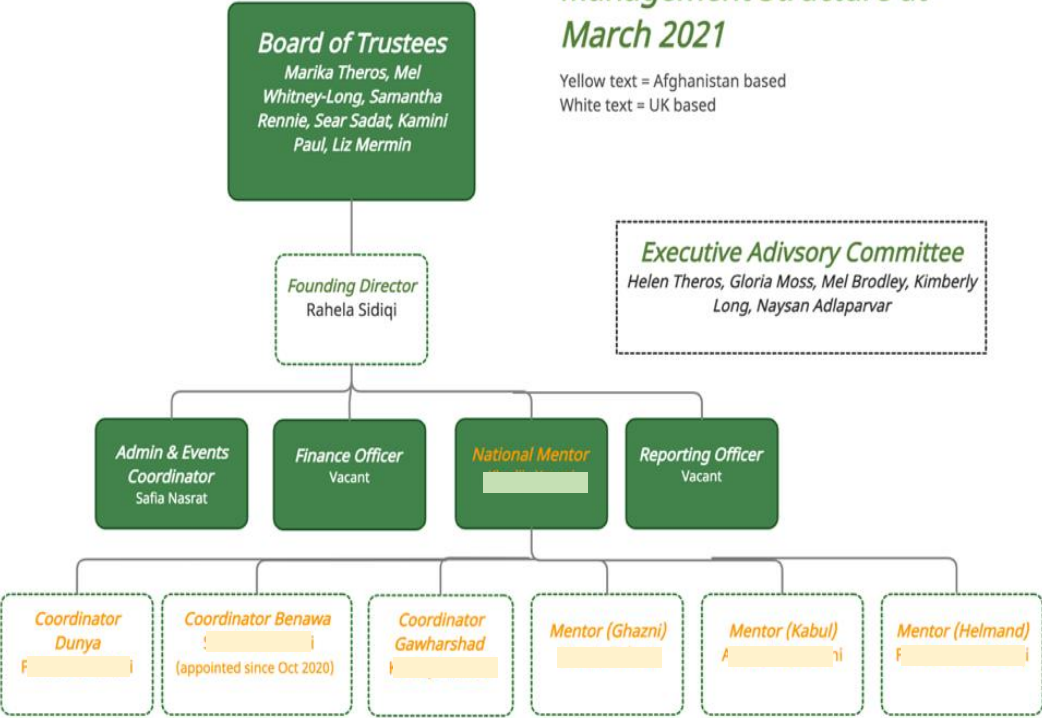 March 2021
Yellow text = Afghanistan based
White text = UK based
Board of Trustees
Marika Theros, Mel
Whitney-Long, Samantha
Rennie, Sear Sadat, Kamini
Paul, Liz Mermin
Executive Adivsory Committee
Helen Theros, Gloria Moss, Mel Brodley, Kimberly
Long, Naysan Adlaparvar
Founding Director
Rahela Sidiqi
Admin & Events
Coordinator
Safia Nasrat
Finance Officer
Vacant
National Mentor
Reporting Officer
Vacant
Coordinator
Dunya
Coordinator Benawa
(appointed since Oct 2020)
Coordinator
Gawharshad
Mentor (Ghazni)
Mentor (Kabul)
Mentor (Helmand)